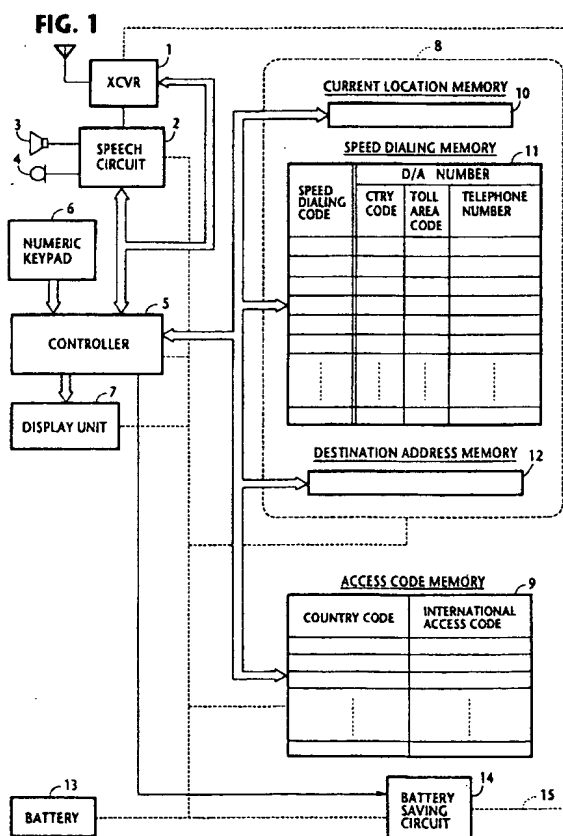 FIG. 1
1
XCVR
2
SPEECH
CIRCUIT
3
4
6
NUMERIC
KEYPAD
5
CONTROLLER
7
DISPLAY UNIT
8
CURRENT LOCATION MEMORY
10
SPEED DIALING MEMORY
11
SPEED
DIALING
CODE
D/A NUMBER
CTRY
CODE
TOLL
AREA
CODE
TELEPHONE
NUMBER
DESTINATION ADDRESS MEMORY
12
ACCESS CODE MEMORY
9
COUNTRY CODE
INTERNATIONAL
ACCESS CODE
13
BATTERY
14
BATTERY
SAVING
CIRCUIT
15